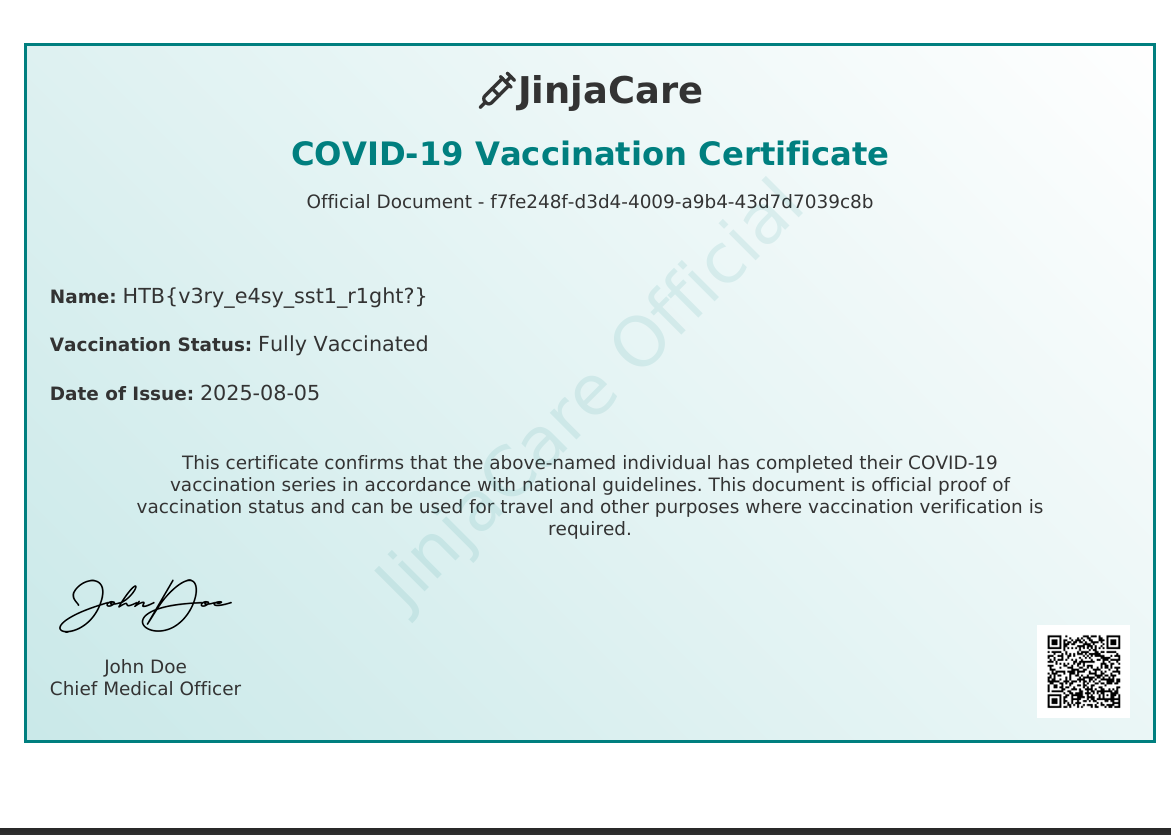 JinjaCare
COVID-19 Vaccination Certificate
Official Document - f7fe248f-d3d4-4009-a9b4-43d7d7039c8b
Name: HTB{v3ry_e4sy_sst1_r1ght?}
Vaccination Status: Fully Vaccinated
Date of Issue: 2025-08-05
This certificate confirms that the above-named individual has completed their COVID-19
vaccination series in accordance with national guidelines. This document is official proof of
vaccination status and can be used for travel and other purposes where vaccination verification is
required.
JinjaCare Official
John Doe
John Doe
Chief Medical Officer